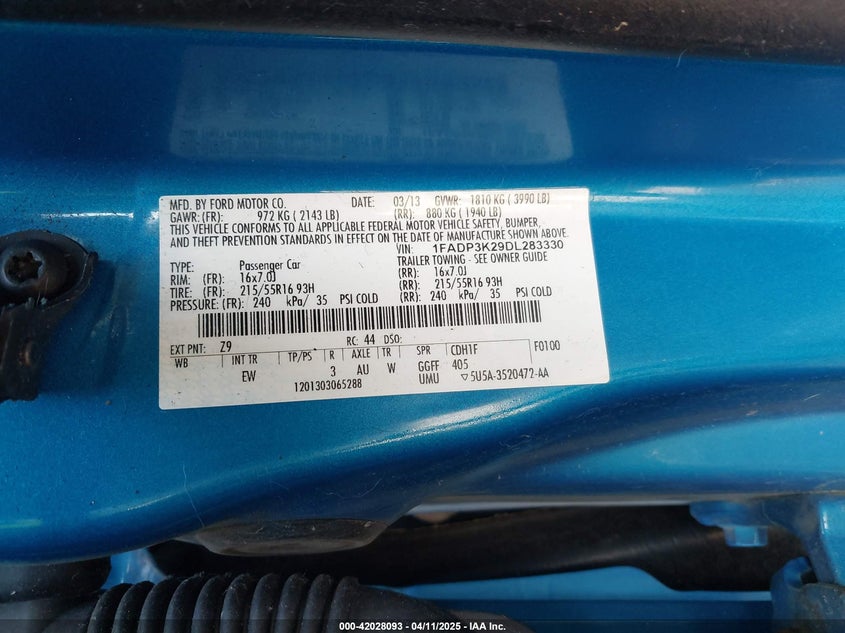 MFD. BY FORD MOTOR CO. DATE: 03/13 GVWR: 1810 KG ( 3990 LB)
GAWR: (FR): 972 KG ( 2143 LB) (RR): 880 KG ( 1940 LB)
THIS VEHICLE CONFORMS TO ALL APPLICABLE FEDERAL MOTOR VEHICLE SAFETY, BUMPER,
AND THEFT PREVENTION STANDARDS IN EFFECT ON THE DATE OF MANUFACTURE SHOWN ABOVE.
VIN: 1FADP3K29DL283330
TYPE: Passenger Car TRAILER TOWING - SEE OWNER GUIDE
RIM: (FR) 16x7.0J (RR): 16x7.0J
TIRE: (FR): 215/55R16 93H (RR): 215/55R16 93H
PRESSURE: (FR): 240 kPa/ 35 PSI COLD (RR): 240 kPa/ 35 PSI COLD
EXT PNT: Z9 RC: 44 DSO:
WB INT TR TP/PS R AXLE TR SPR CDH1F F0100
EW 3 AU W GGFF 405
1201303065288 UMU ▽5U5A-3520472-AA
000-42028093 - 04/11/2025 - IAA Inc.